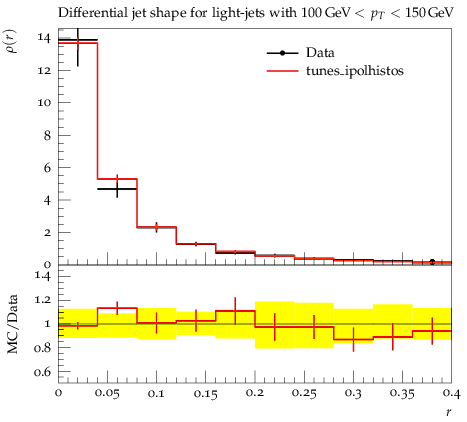 Differential jet shape for light-jets with 100 GeV < p_T < 150 GeV
ρ(r)
Data
tunes_ipolhistos
14
12
10
8
6
4
2
0
MC/Data
1.4
1.2
1
0.8
0.6
0 0.05 0.1 0.15 0.2 0.25 0.3 0.35 0.4
r